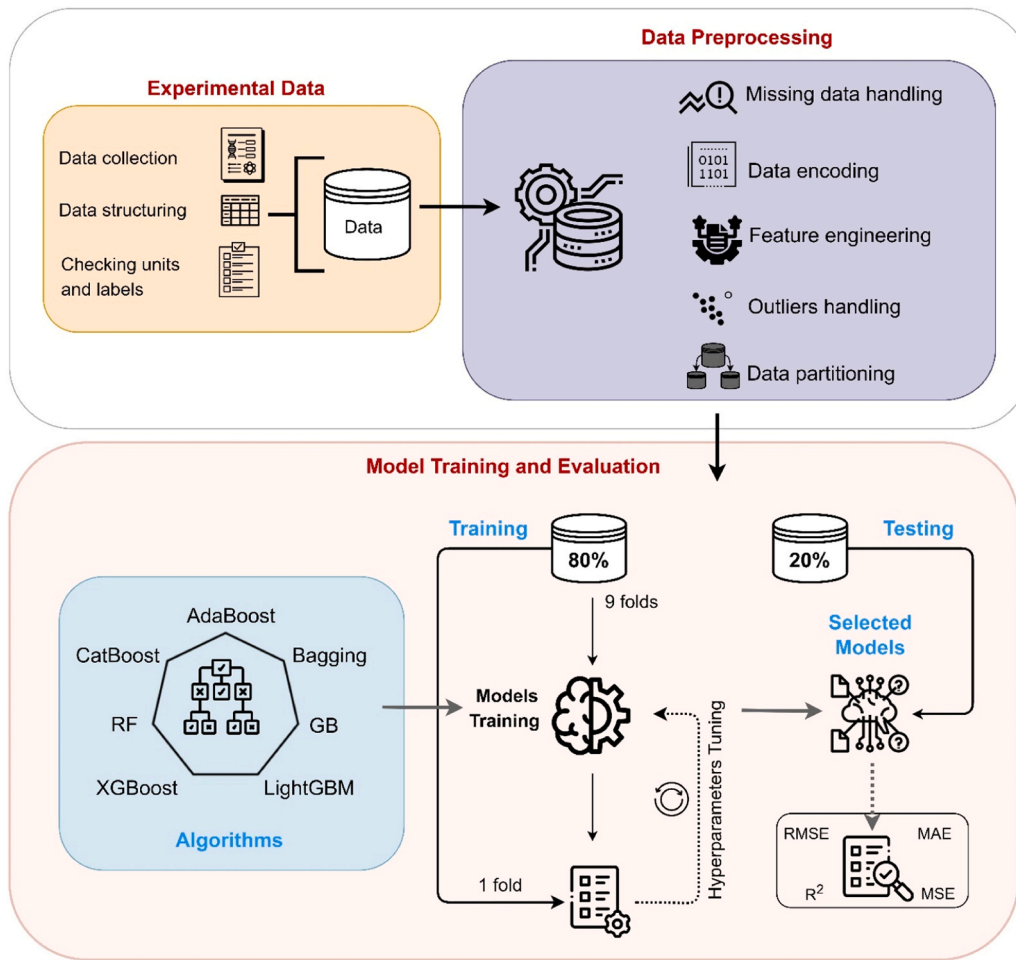 Data Preprocessing
Experimental Data
Missing data handling
Data collection
0101
1101
Data encoding
Data structuring
Data
Feature engineering
Checking units
and labels
Outliers handling
Data partitioning
Model Training and Evaluation
Training
80%
20%
Testing
9 folds
AdaBoost
CatBoost
Bagging
RF
GB
XGBoost
LightGBM
Algorithms
Models
Training
Hyperparameters Tuning
Selected
Models
?
?
1 fold
RMSE
MAE
R²
MSE